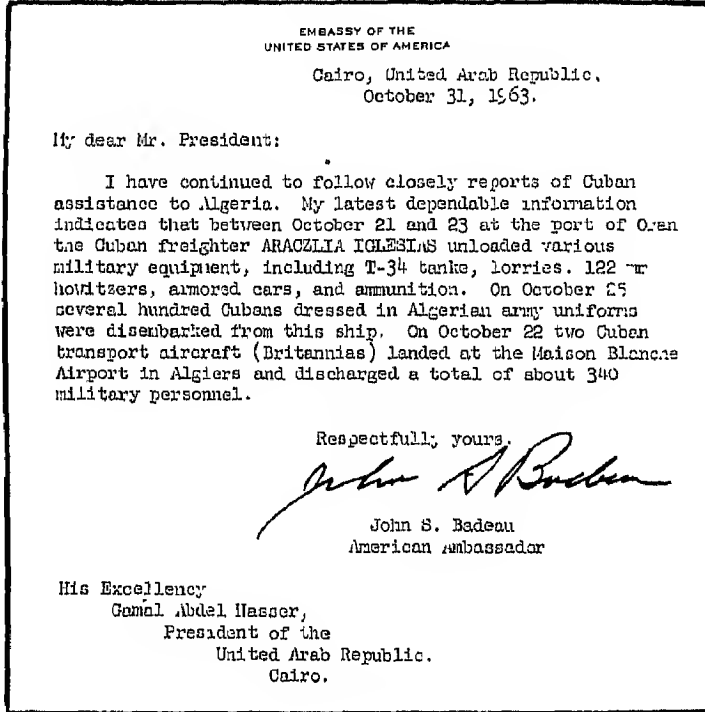 EMBASSY OF THE
UNITED STATES OF AMERICA
Cairo, United Arab Republic.
October 31, 1963.
My dear Mr. President:
I have continued to follow closely reports of Cuban
assistance to Algeria. My latest dependable information
indicates that between October 21 and 23 at the port of Oran
the Cuban freighter ARACZLIA IGLESIAS unloaded various
military equipment, including T-34 tanks, lorries. 122 mm
howitzers, armored cars, and ammunition. On October 25
several hundred Cubans dressed in Algerian army uniforms
were disembarked from this ship. On October 22 two Cuban
transport aircraft (Britannias) landed at the Maison Blanche
Airport in Algiers and discharged a total of about 340
military personnel.
Respectfully yours.
John S Badeau
John S. Badeau
American Ambassador
His Excellency
Gamal Abdel Nasser,
President of the
United Arab Republic.
Cairo.